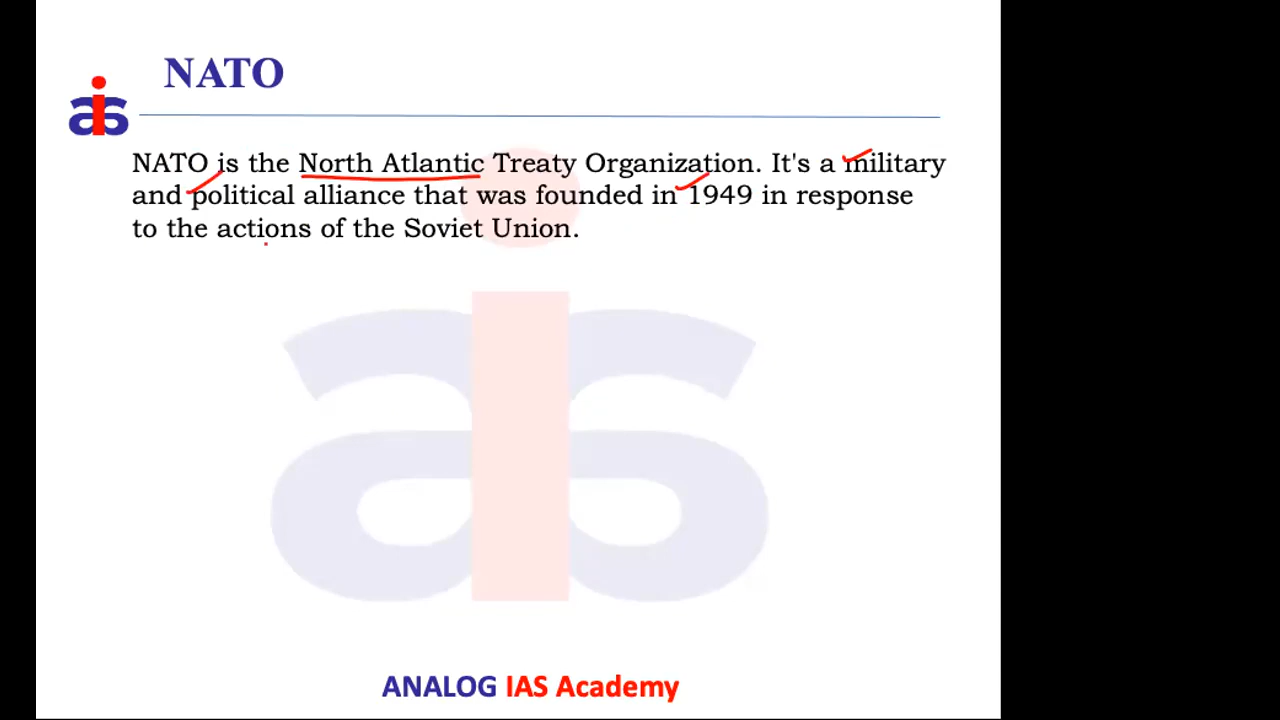 NATO
NATO is the North Atlantic Treaty Organization. It's a military
and political alliance that was founded in 1949 in response
to the actions of the Soviet Union.
ANALOG IAS Academy